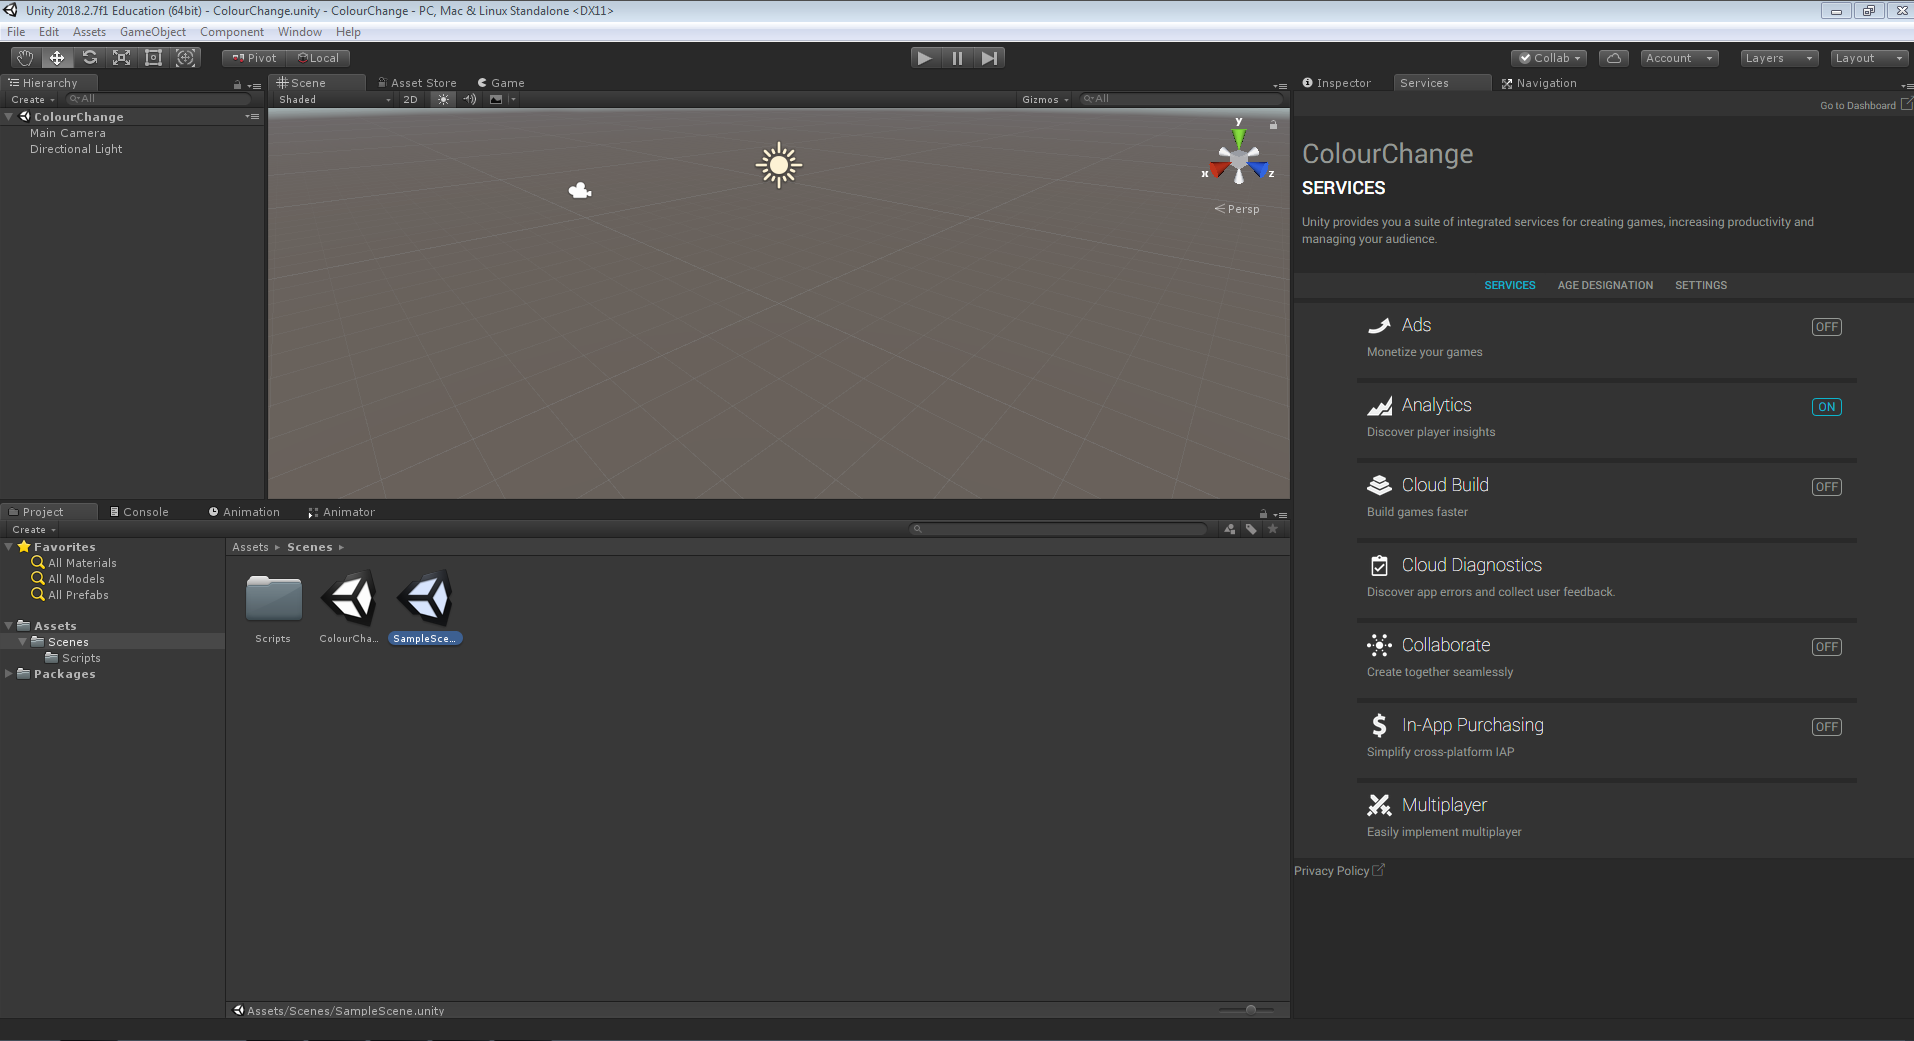 Unity 2018.2.7f1 Education (64bit) - ColourChange.unity - ColourChange - PC, Mac & Linux Standalone <DX11>
File Edit Assets GameObject Component Window Help
Pivot Local Collab Account Layers Layout
Hierarchy
Create All
ColourChange
Main Camera
Directional Light
Scene Asset Store Game
Shaded 2D Gizmos All
y
x z
Persp
Inspector Services Navigation
Go to Dashboard
ColourChange
SERVICES
Unity provides you a suite of integrated services for creating games, increasing productivity and
managing your audience.
SERVICES AGE DESIGNATION SETTINGS
Ads OFF
Monetize your games
Analytics ON
Discover player insights
Cloud Build OFF
Build games faster
Cloud Diagnostics
Discover app errors and collect user feedback.
Collaborate OFF
Create together seamlessly
In-App Purchasing OFF
Simplify cross-platform IAP
Multiplayer
Easily implement multiplayer
Privacy Policy
Project Console Animation Animator
Create
Favorites
All Materials
All Models
All Prefabs
Assets
Scenes
Scripts
Packages
Assets Scenes
Scripts ColourCha... SampleSce...
Assets/Scenes/SampleScene.unity